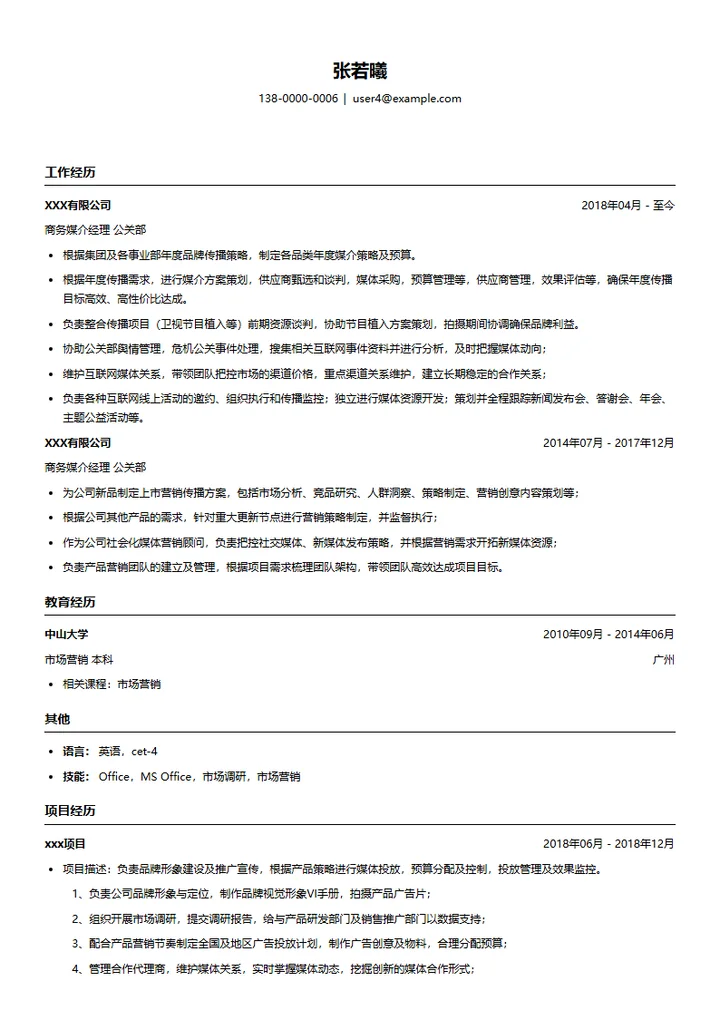 张若曦
138-0000-0006 | user4@example.com
工作经历
XXX有限公司 2018年04月 - 至今
商务媒介经理 公关部
• 根据集团及各事业部年度品牌传播策略，制定各品类年度媒介策略及预算。
• 根据年度传播需求，进行媒介方案策划，供应商甄选和谈判，媒体采购，预算管理等，供应商管理，效果评估等，确保年度传播
目标高效、高性价比达成。
• 负责整合传播项目（卫视节目植入等）前期资源谈判，协助节目植入方案策划，拍摄期间协调确保品牌利益。
• 协助公关部舆情管理，危机公关事件处理，搜集相关互联网事件资料并进行分析，及时把握媒体动向；
• 维护互联网媒体关系，带领团队把控市场的渠道价格，重点渠道关系维护，建立长期稳定的合作关系；
• 负责各种互联网线上活动的邀约、组织执行和传播监控；独立进行媒体资源开发；策划并全程跟踪新闻发布会、答谢会、年会、
主题公益活动等。
XXX有限公司 2014年07月 - 2017年12月
商务媒介经理 公关部
• 为公司新品制定上市营销传播方案，包括市场分析、竞品研究、人群洞察、策略制定、营销创意内容策划等；
• 根据公司其他产品的需求，针对重大更新节点进行营销策略制定，并监督执行；
• 作为公司社会化媒体营销顾问，负责把控社交媒体、新媒体发布策略，并根据营销需求开拓新媒体资源；
• 负责产品营销团队的建立及管理，根据项目需求梳理团队架构，带领团队高效达成项目目标。
教育经历
中山大学 2010年09月 - 2014年06月
市场营销 本科 广州
• 相关课程：市场营销
其他
• 语言： 英语，cet-4
• 技能： Office，MS Office，市场调研，市场营销
项目经历
xxx项目 2018年06月 - 2018年12月
• 项目描述：负责品牌形象建设及推广宣传，根据产品策略进行媒体投放，预算分配及控制，投放管理及效果监控。
1、负责公司品牌形象与定位，制作品牌视觉形象VI手册，拍摄产品广告片；
2、组织开展市场调研，提交调研报告，给与产品研发部门及销售推广部门以数据支持；
3、配合产品营销节奏制定全国及地区广告投放计划，制作广告创意及物料，合理分配预算；
4、管理合作代理商，维护媒体关系，实时掌握媒体动态，挖掘创新的媒体合作形式；